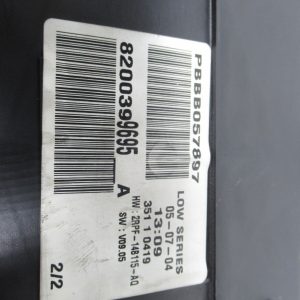 PBBB057897
LOW SERIES
05-07-04
13:09
351 1 0419
HW : 2RPF-14B115-AQ
SW : V09.05
8200399695 A
2/2